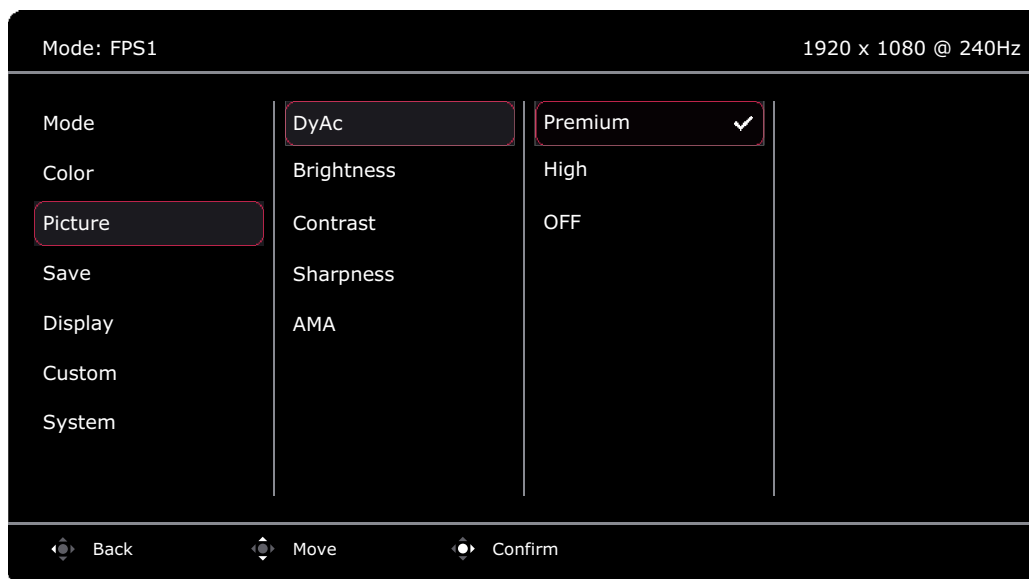 Mode: FPS1
1920 x 1080 @ 240Hz
Mode
Color
Picture
Save
Display
Custom
System
DyAc
Brightness
Contrast
Sharpness
AMA
Premium
High
OFF
Back
Move
Confirm